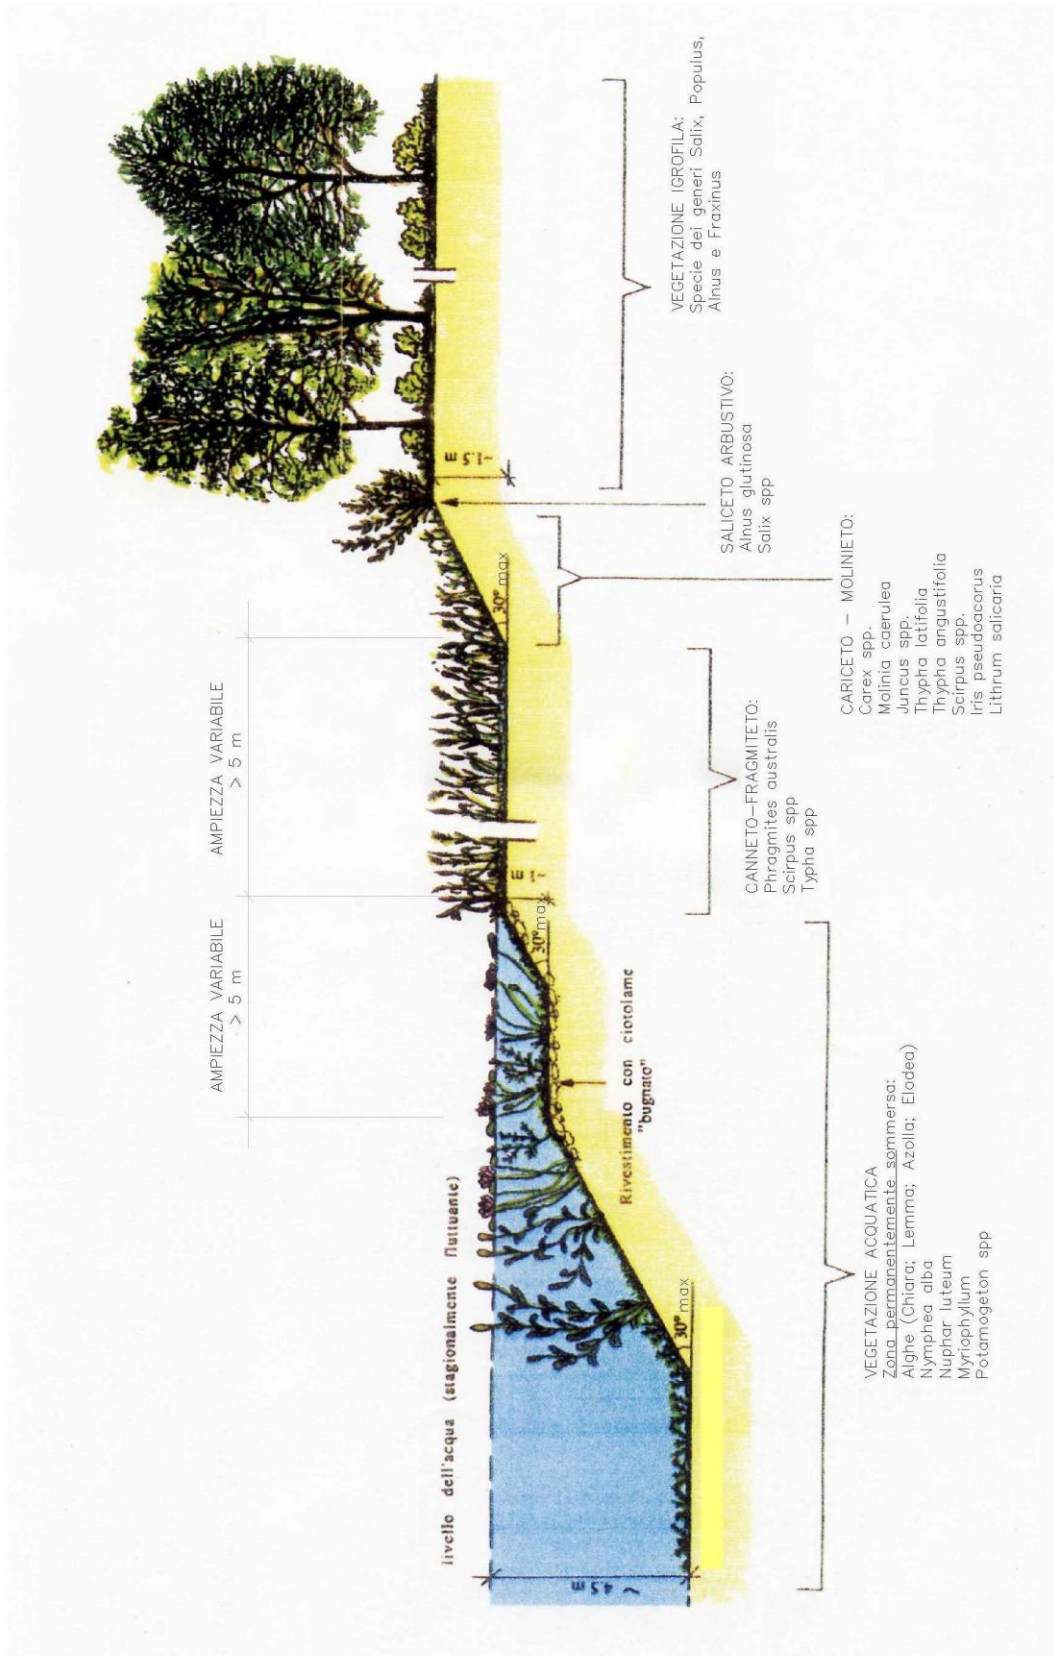 AMPIEZZA VARIABILE
> 5 m
AMPIEZZA VARIABILE
> 5 m
livello dell'acqua (stagionalmente fluttuante)
~ 4.5 m
30° max
30° max
~ 1 m
30° max
~1.5 m
Rivestimento con ciotolame
"bugnato"
VEGETAZIONE ACQUATICA
Zona permanentemente sommersa:
Alghe (Chiara; Lemma; Azolla; Elodea)
Nymphea alba
Nuphar luteum
Myriophyllum
Potamogeton spp
CANNETO-FRAGMITETO:
Phragmites australis
Scirpus spp
Typha spp
CARICETO - MOLINIETO:
Carex spp.
Molinia caerulea
Juncus spp.
Thypha latifolia
Thypha angustifolia
Scirpus spp.
Iris pseudoacorus
Lithrum salicaria
SALICETO ARBUSTIVO:
Alnus glutinosa
Salix spp
VEGETAZIONE IGROFILA:
Specie dei generi Salix, Populus,
Alnus e Fraxinus